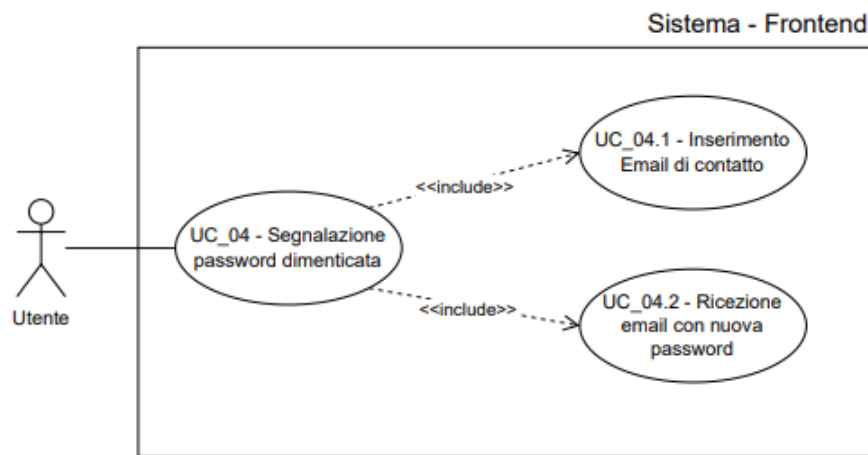 Sistema - Frontend
UC_04.1 - Inserimento
Email di contatto
<<include>>
UC_04 - Segnalazione
password dimenticata
Utente
<<include>>
UC_04.2 - Ricezione
email con nuova
password